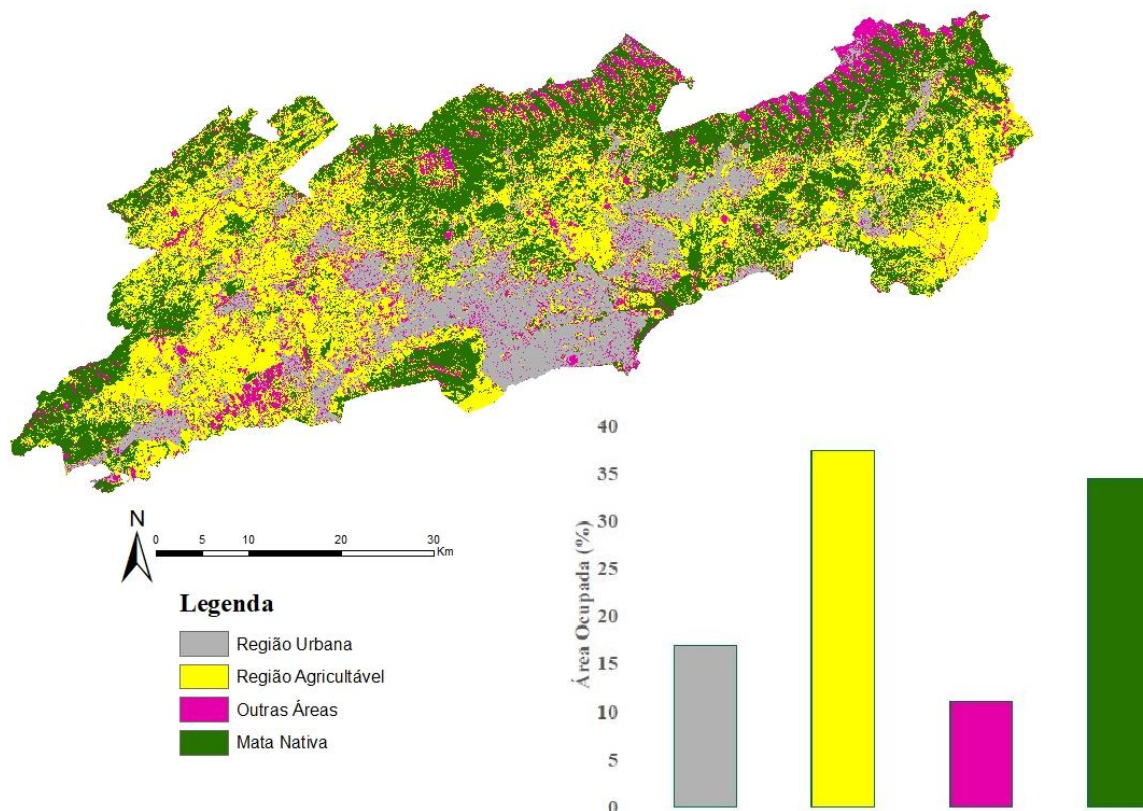 N
0 5 10 20 30
Km
Legenda
Região Urbana
Região Agricultável
Outras Áreas
Mata Nativa
Área Ocupada (%)
40
35
30
25
20
15
10
5
0